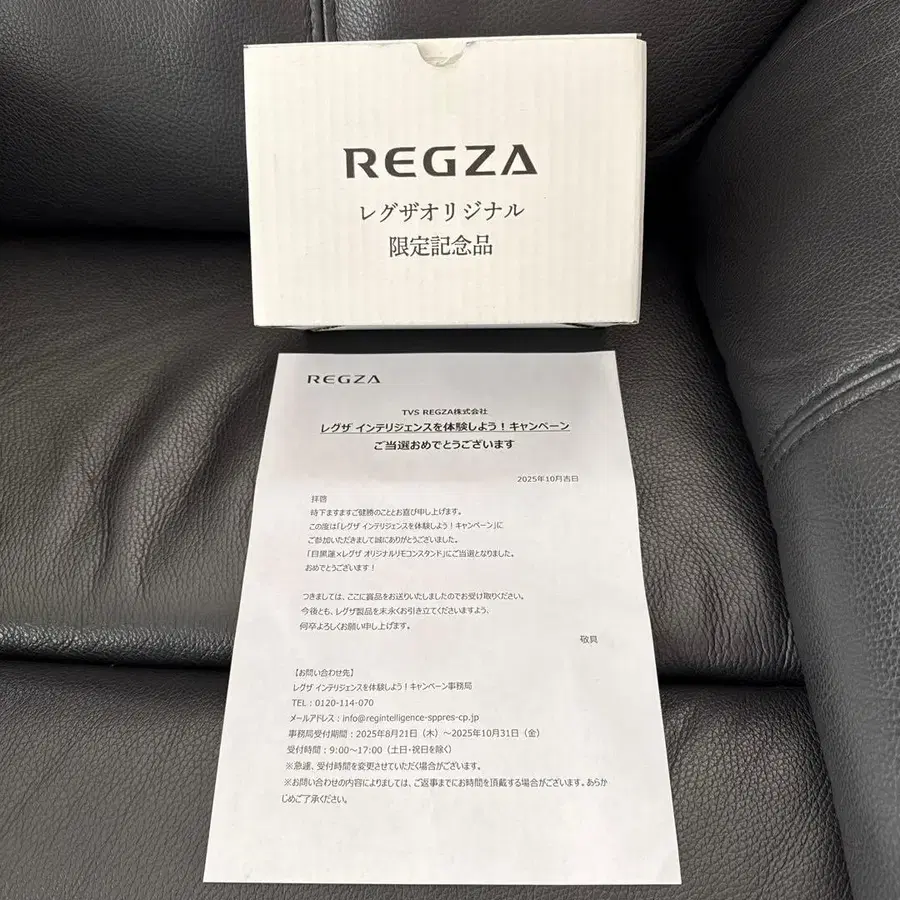 REGZA
レグザオリジナル
限定記念品
REGZA
TVS REGZA株式会社
レグザ インテリジェンスを体験しよう！キャンペーン
ご当選おめでとうございます
2025年10月吉日
拝啓
時下ますますご健勝のこととお喜び申し上げます。
この度は「レグザ インテリジェンスを体験しよう！キャンペーン」に
ご参加いただきまして誠にありがとうございました。
「目黒蓮×レグザ オリジナルリモコンスタンド」にご当選となりました。
おめでとうございます！
つきましては、ここに賞品をお送りいたしましたのでお受け取りください。
今後とも、レグザ製品を末永くお引き立てくださいますよう、
何卒よろしくお願い申し上げます。
敬具
【お問い合わせ先】
レグザ インテリジェンスを体験しよう！キャンペーン事務局
TEL：0120-114-070
メールアドレス：info@regintelligence-sppres-cp.jp
事務局受付期間：2025年8月21日（木）～2025年10月31日（金）
受付時間：9:00～17:00（土日・祝日を除く）
※急遽、受付時間を変更させていただく場合がございます。
※お問い合わせの内容によりましては、ご返事までにお時間を頂戴する場合がございます。あらか
じめご了承ください。